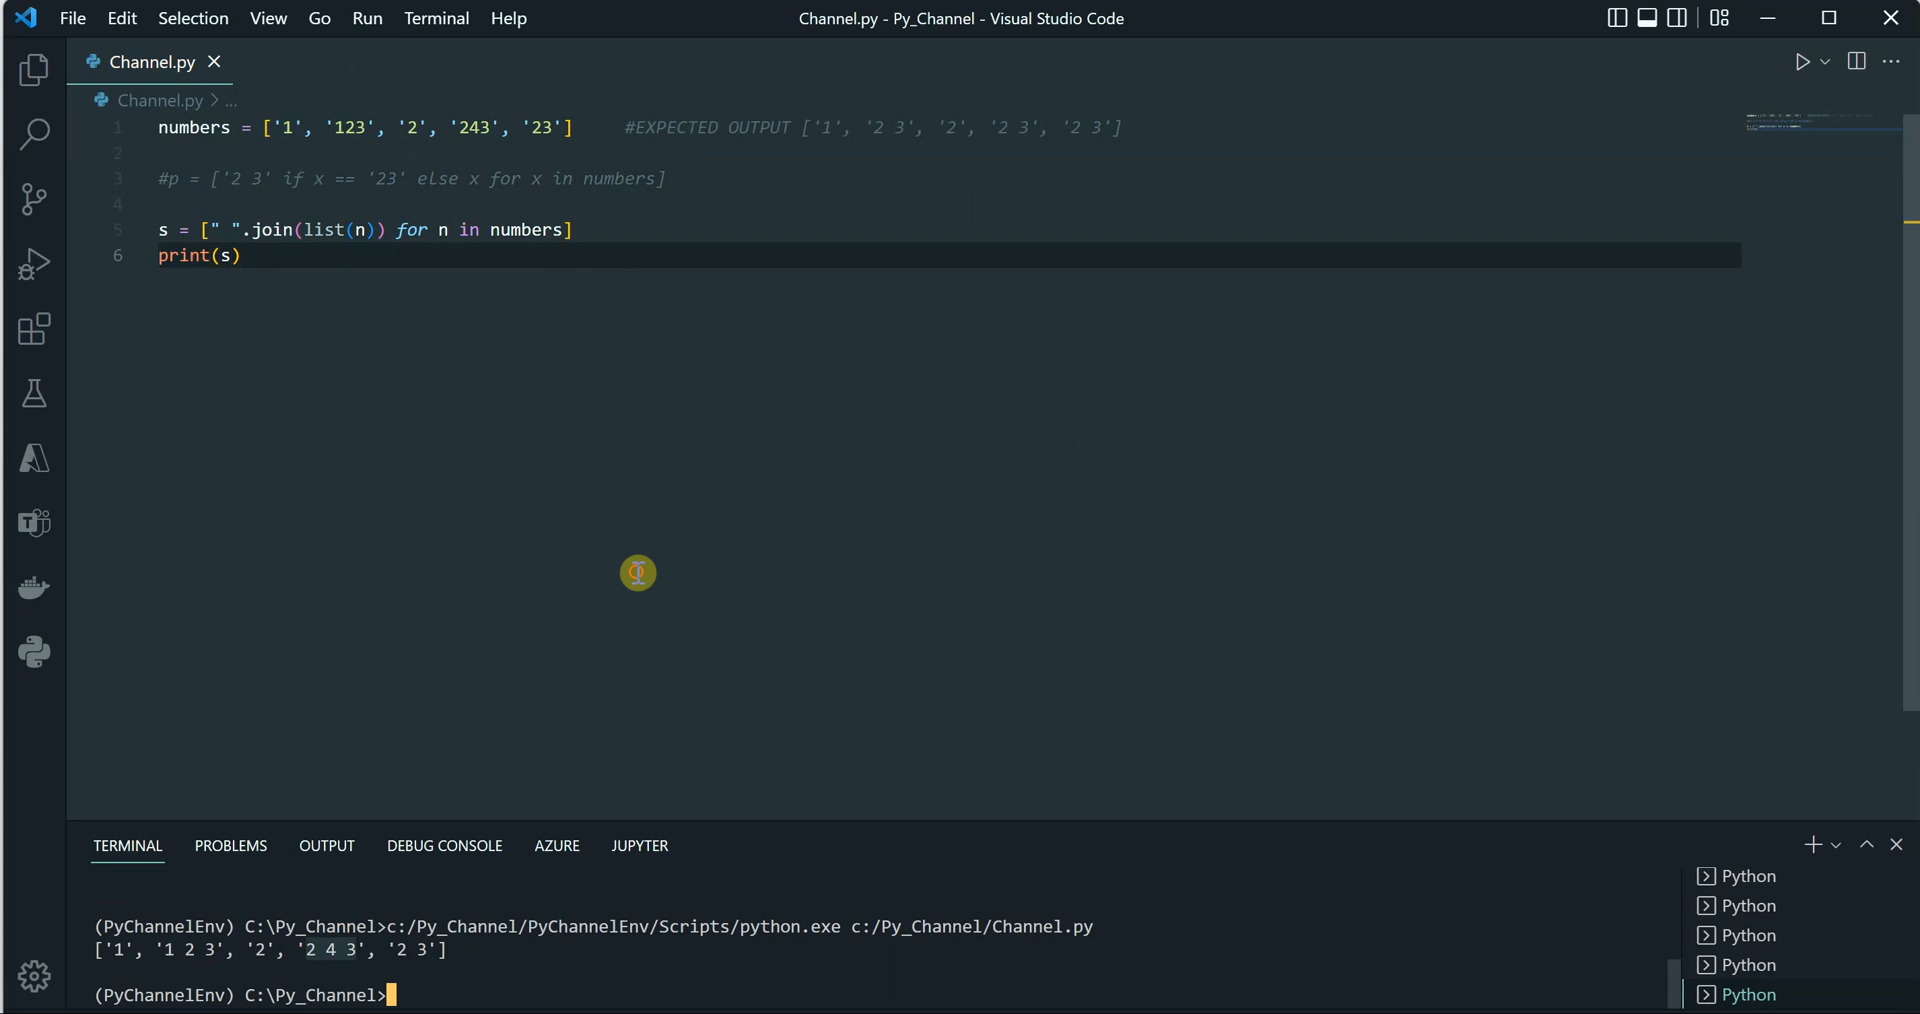 File Edit Selection View Go Run Terminal Help Channel.py - Py_Channel - Visual Studio Code
Channel.py
Channel.py > ...
1 numbers = ['1', '123', '2', '243', '23'] #EXPECTED OUTPUT ['1', '2 3', '2', '2 3', '2 3']
2
3 #p = ['2 3' if x == '23' else x for x in numbers]
4
5 s = [" ".join(list(n)) for n in numbers]
6 print(s)
TERMINAL PROBLEMS OUTPUT DEBUG CONSOLE AZURE JUPYTER
(PyChannelEnv) C:\Py_Channel>c:/Py_Channel/PyChannelEnv/Scripts/python.exe c:/Py_Channel/Channel.py
['1', '1 2 3', '2', '2 4 3', '2 3']
(PyChannelEnv) C:\Py_Channel>
Python
Python
Python
Python
Python